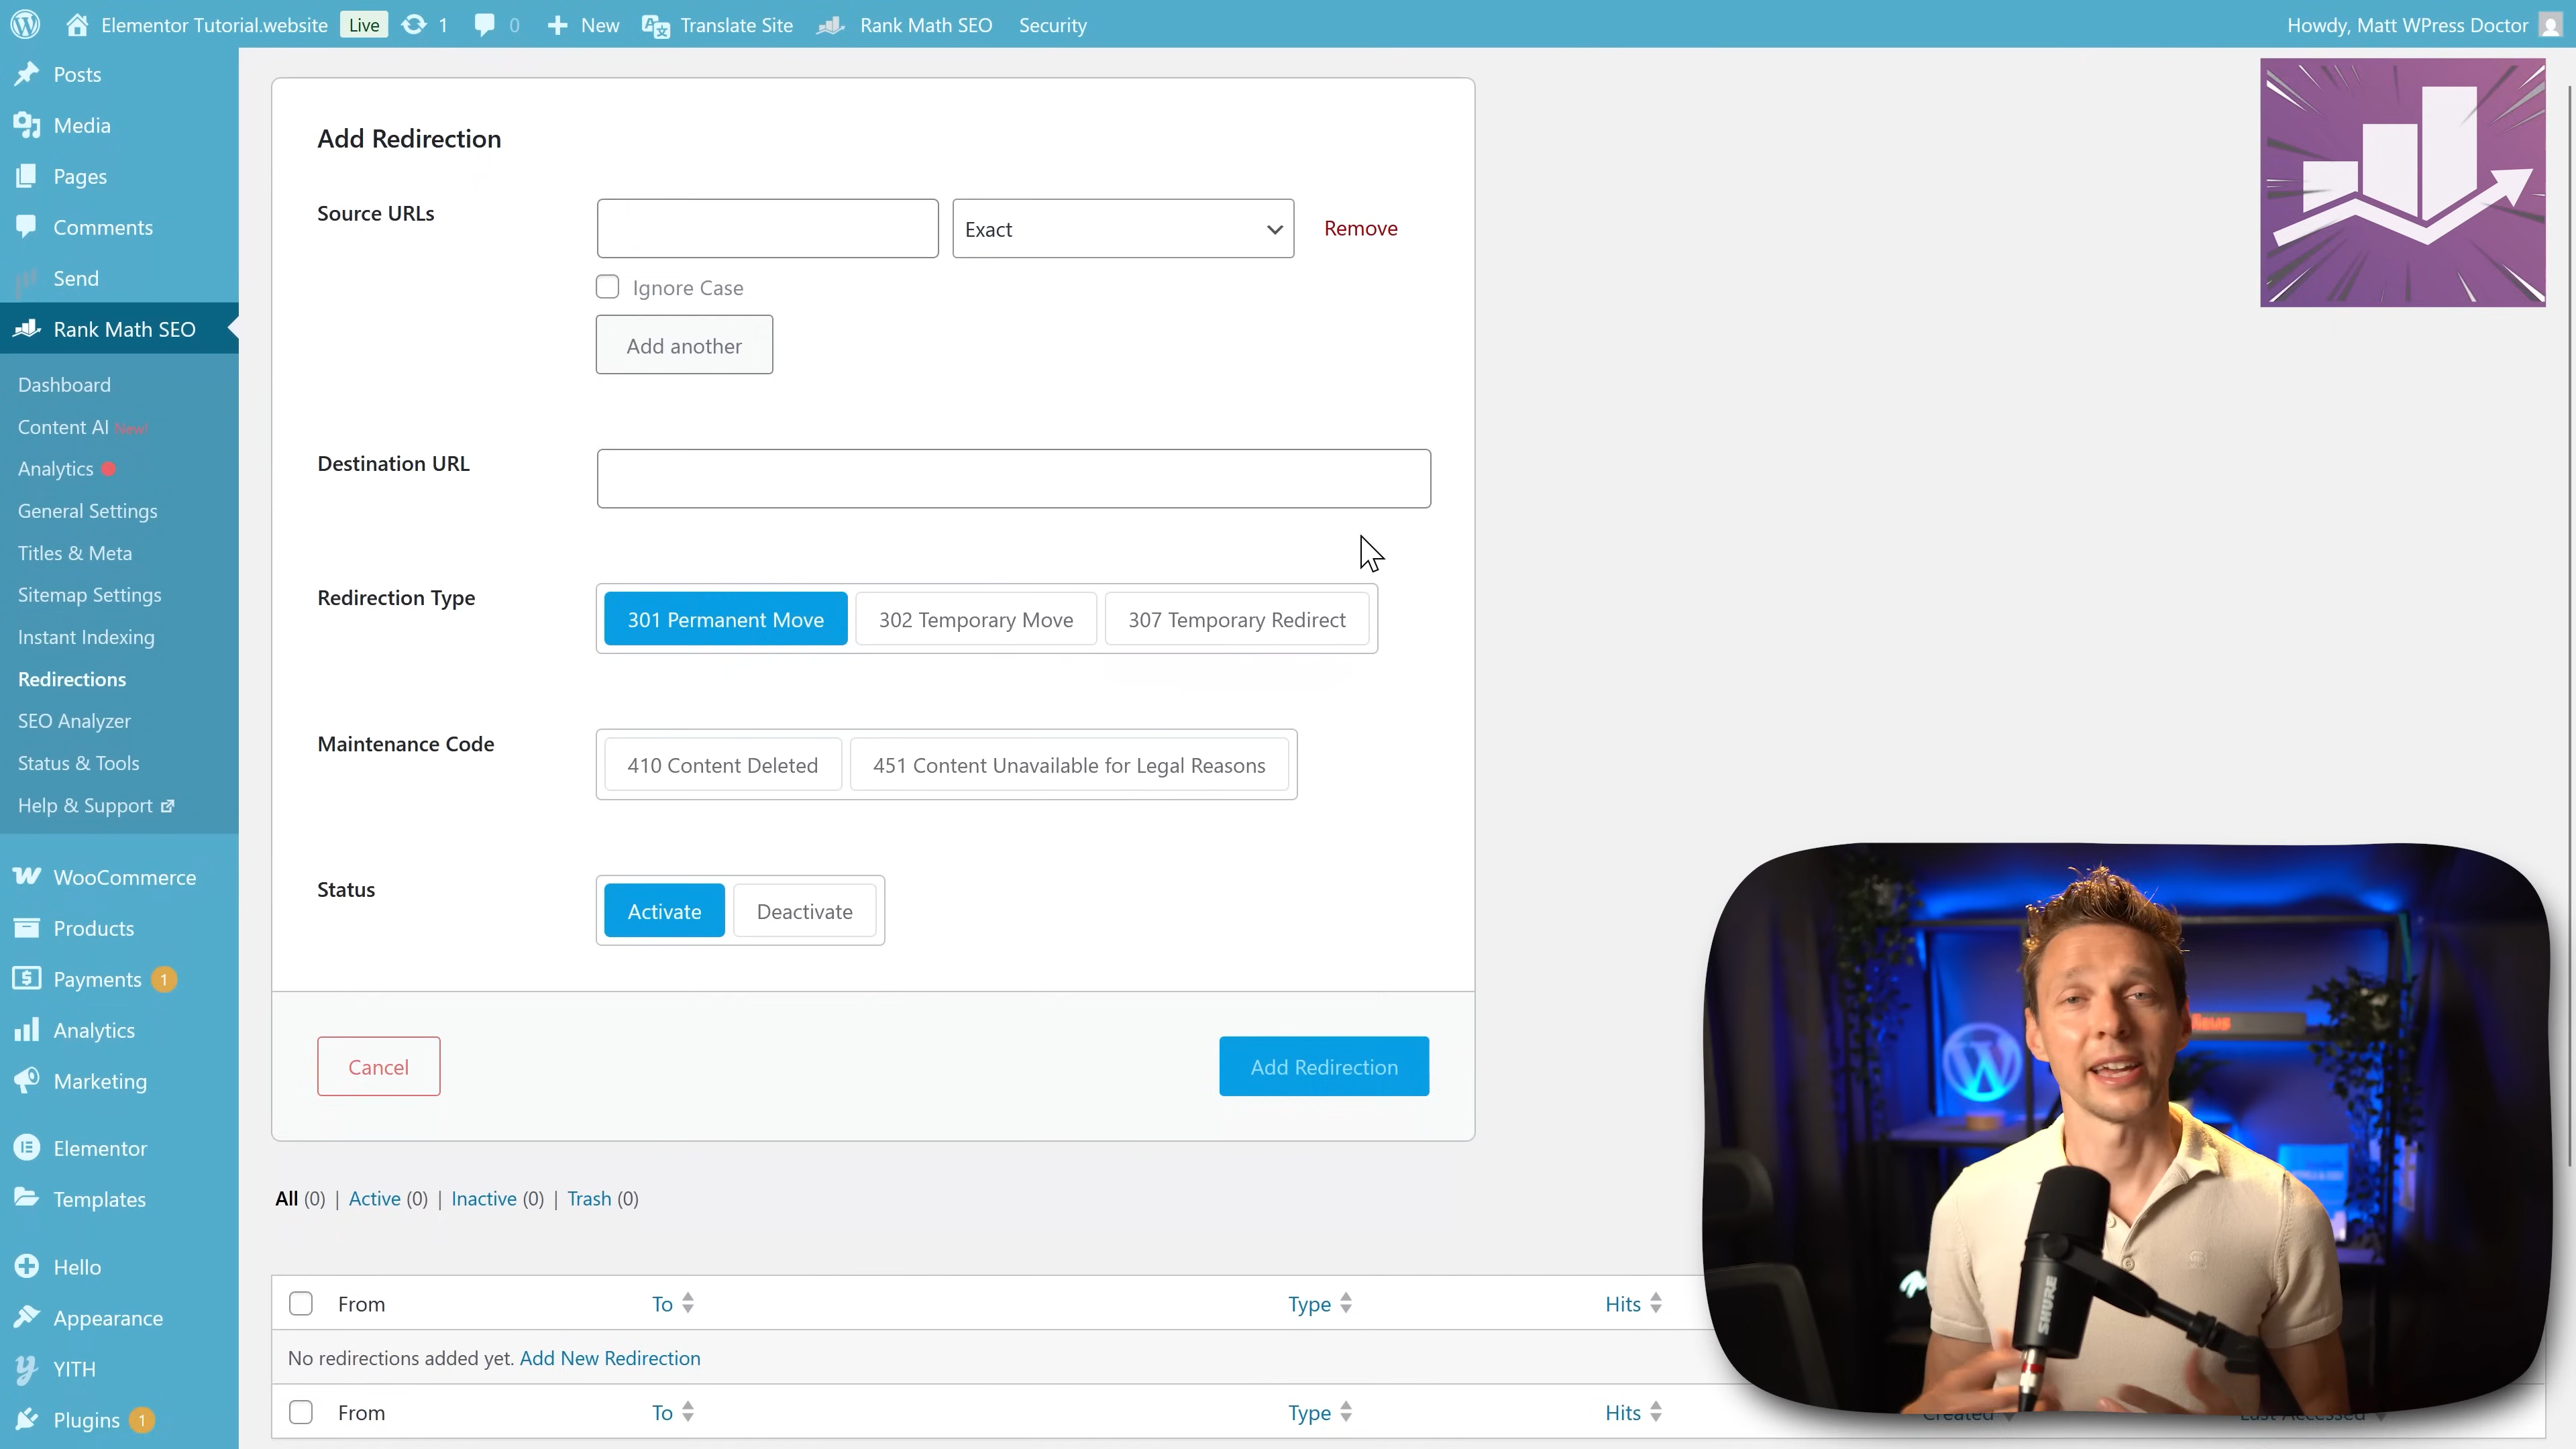 Elementor Tutorial.website Live 1 0 New Translate Site Rank Math SEO Security Howdy, Matt WPress Doctor
Posts
Media
Pages
Comments
Send
Rank Math SEO
Dashboard
Content AI New!
Analytics
General Settings
Titles & Meta
Sitemap Settings
Instant Indexing
Redirections
SEO Analyzer
Status & Tools
Help & Support
WooCommerce
Products
Payments 1
Analytics
Marketing
Elementor
Templates
Hello
Appearance
YITH
Plugins 1
Add Redirection
Source URLs
Exact
Remove
Ignore Case
Add another
Destination URL
Redirection Type
301 Permanent Move 302 Temporary Move 307 Temporary Redirect
Maintenance Code
410 Content Deleted 451 Content Unavailable for Legal Reasons
Status
Activate Deactivate
Cancel Add Redirection
All (0) | Active (0) | Inactive (0) | Trash (0)
From To Type Hits
No redirections added yet. Add New Redirection
From To Type Hits Created Last Accessed
SHURE